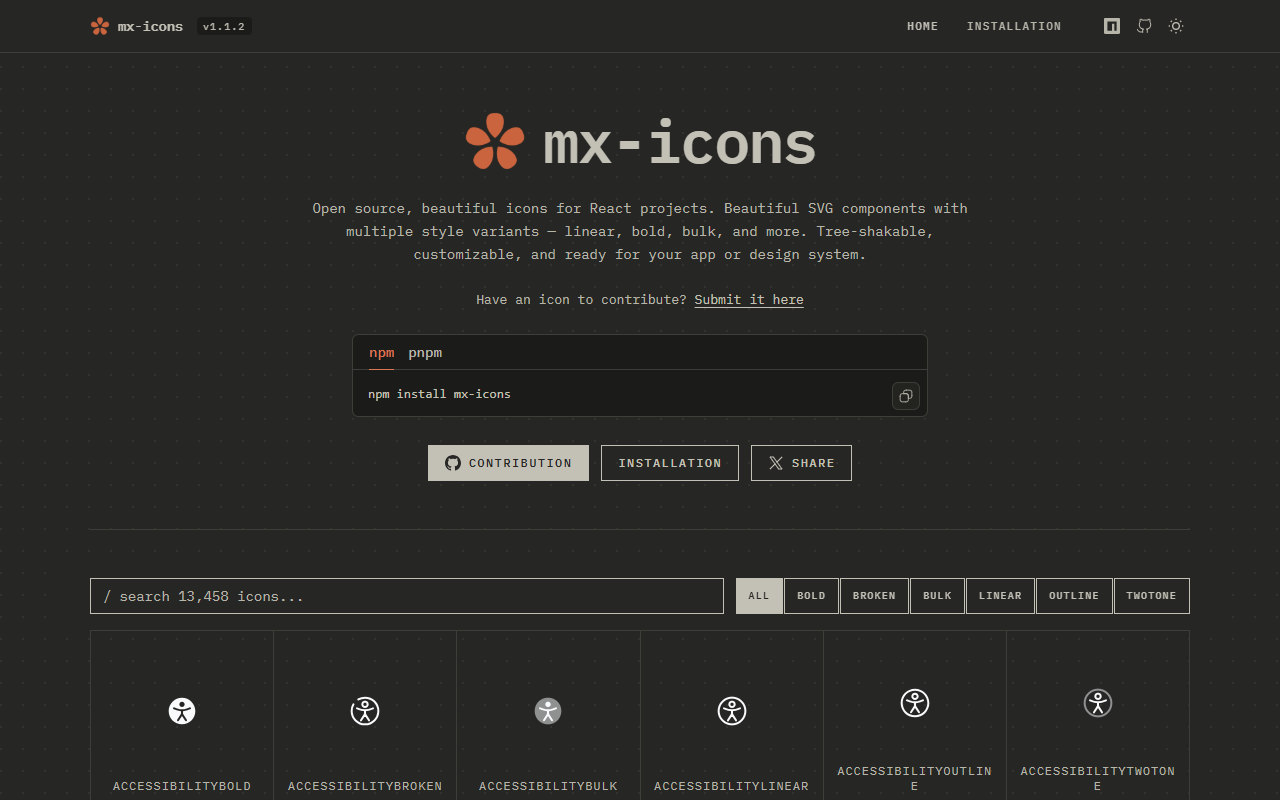 mx-icons v1.1.2 HOME INSTALLATION
mx-icons
Open source, beautiful icons for React projects. Beautiful SVG components with
multiple style variants — linear, bold, bulk, and more. Tree-shakable,
customizable, and ready for your app or design system.
Have an icon to contribute? Submit it here
npm pnpm
npm install mx-icons
CONTRIBUTION INSTALLATION SHARE
/ search 13,458 icons... ALL BOLD BROKEN BULK LINEAR OUTLINE TWOTONE
ACCESSIBILITYBOLD ACCESSIBILITYBROKEN ACCESSIBILITYBULK ACCESSIBILITYLINEAR ACCESSIBILITYOUTLIN
E ACCESSIBILITYTWOTON
E